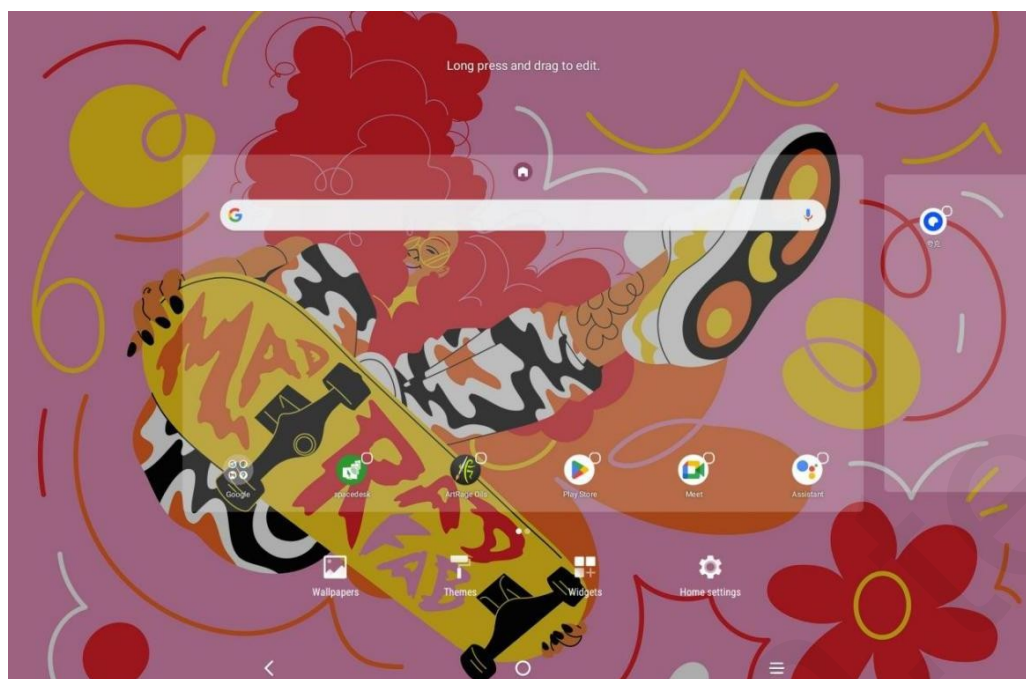 Long press and drag to edit.
MAD
RAD
FAB
Google
spacedesk
ArtRage Oils
Play Store
Meet
Assistant
Wallpapers
Themes
Widgets
Home settings